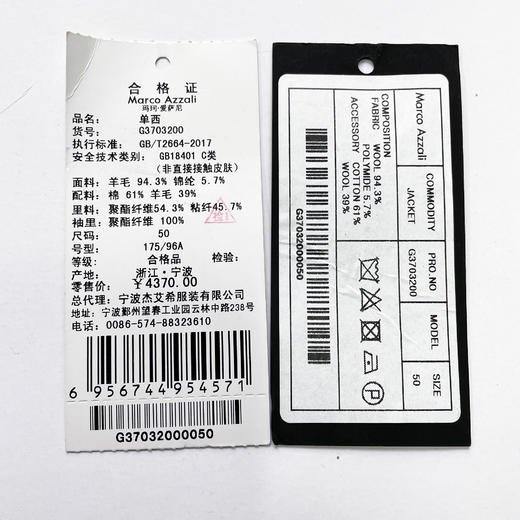 合格证
Marco Azzali
玛珂·爱萨尼
品名: 单西
货号: G3703200
执行标准: GB/T2664-2017
安全技术类别: GB18401 C类
(非直接接触皮肤)
面料: 羊毛 94.3% 锦纶 5.7%
配料: 棉 61% 羊毛 39%
里料: 聚酯纤维54.3% 粘纤45.7%
袖里: 聚酯纤维 100%
尺码: 50
号型: 175/96A
等级: 合格品 检验:
产地: 浙江·宁波
零售价: ￥4370.00
总代理: 宁波杰艾希服装有限公司
地址: 宁波鄞州望春工业园云林中路238号
电话: 0086-574-88323610
6 956744 954571
G37032000050
Marco Azzali
COMMODITY PRO.NO MODEL SIZE
JACKET G3703200 50
COMPOSITION
FABRIC WOOL 94.3%
POLYMIDE 5.7%
ACCESSORY COTTON 61%
WOOL 39%
G37032000050